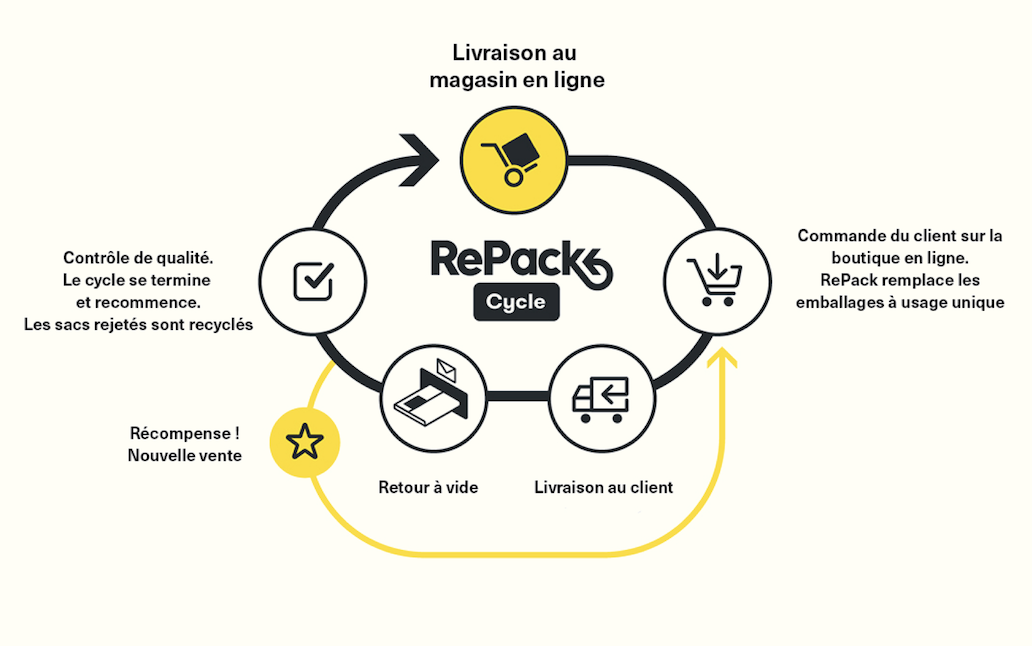 Livraison au
magasin en ligne
RePack
Cycle
Commande du client sur la
boutique en ligne.
RePack remplace les
emballages à usage unique
Contrôle de qualité.
Le cycle se termine
et recommence.
Les sacs rejetés sont recyclés
Récompense !
Nouvelle vente
Retour à vide
Livraison au client